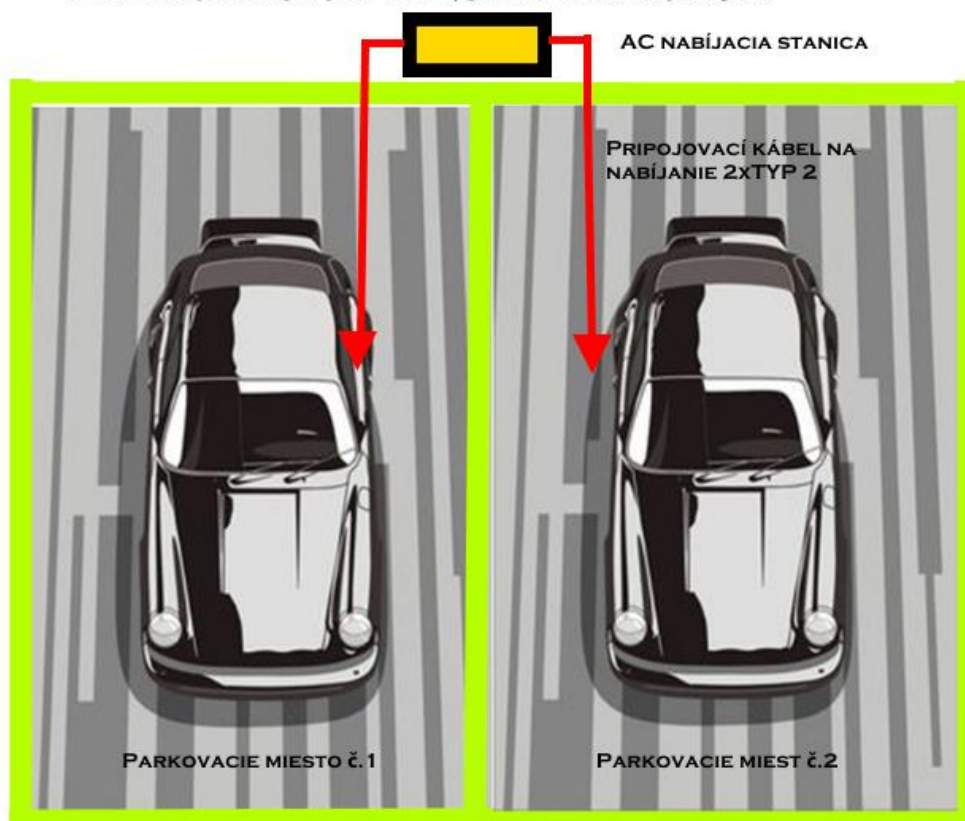 AC NABÍJACIA STANICA
PRIPOJOVACÍ KÁBEL NA
NABÍJANIE 2xTYP 2
PARKOVACIE MIESTO č.1
PARKOVACIE MIEST č.2